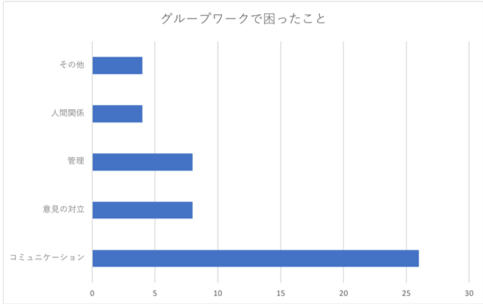 グループワークで困ったこと
その他
人間関係
管理
意見の対立
コミュニケーション
0 5 10 15 20 25 30